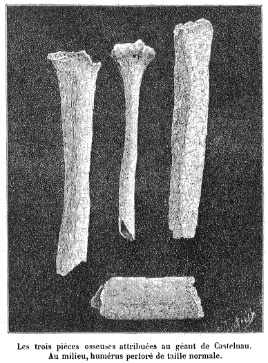 Les trois pièces osseuses attribuées au géant de Castelnau.
Au milieu, humérus perforé de taille normale.